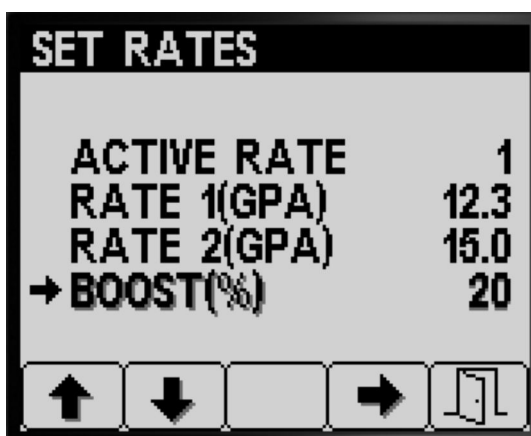 SET RATES
ACTIVE RATE 1
RATE 1(GPA) 12.3
RATE 2(GPA) 15.0
BOOST(%) 20